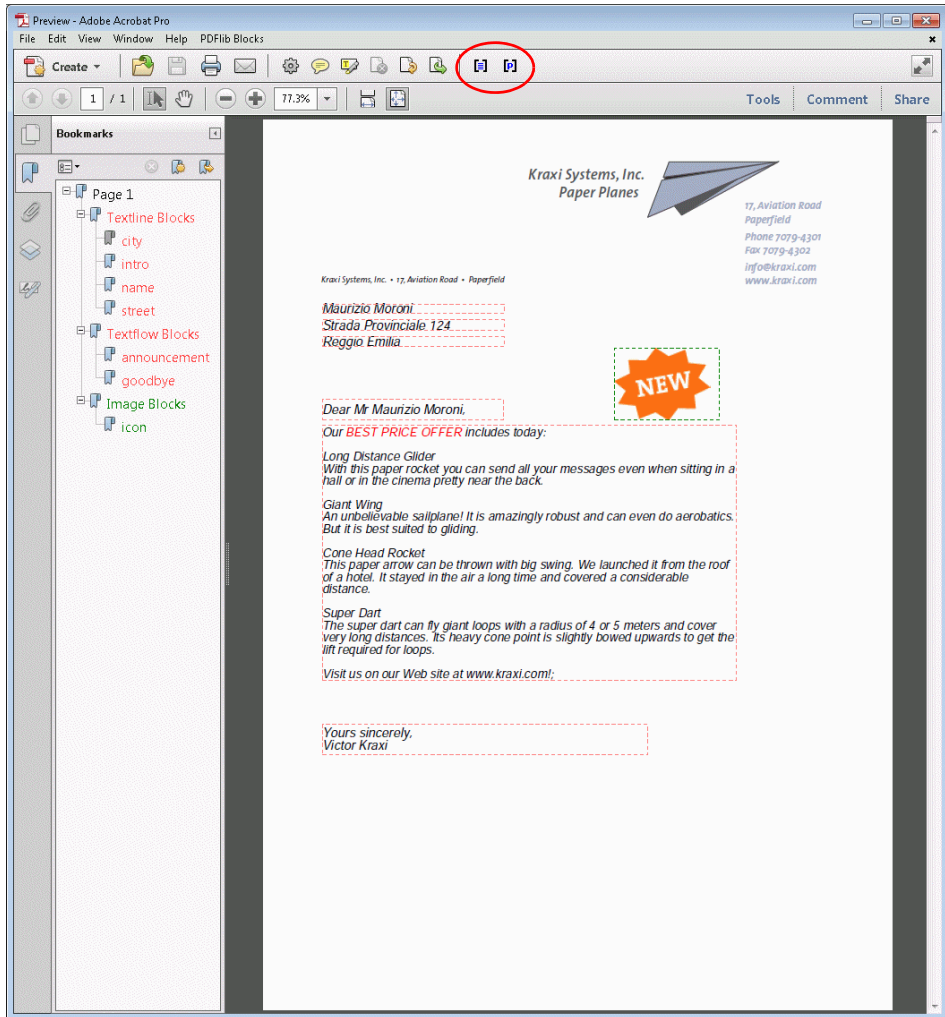 Preview - Adobe Acrobat Pro
File Edit View Window Help PDFlib Blocks
Create
1 / 1 77.3% Tools Comment Share
Bookmarks
Page 1
Textline Blocks
city
intro
name
street
Textflow Blocks
announcement
goodbye
Image Blocks
icon
Kraxi Systems, Inc.
Paper Planes
17, Aviation Road
Paperfield
Phone 7079-4301
Fax 7079-4302
info@kraxi.com
www.kraxi.com
Kraxi Systems, Inc. • 17, Aviation Road • Paperfield
Maurizio Moroni
Strada Provinciale 124
Reggio Emilia
NEW
Dear Mr Maurizio Moroni,
Our BEST PRICE OFFER includes today:
Long Distance Glider
With this paper rocket you can send all your messages even when sitting in a
hall or in the cinema pretty near the back.
Giant Wing
An unbelievable sailplane! It is amazingly robust and can even do aerobatics.
But it is best suited to gliding.
Cone Head Rocket
This paper arrow can be thrown with big swing. We launched it from the roof
of a hotel. It stayed in the air a long time and covered a considerable
distance.
Super Dart
The super dart can fly giant loops with a radius of 4 or 5 meters and cover
very long distances. Its heavy cone point is slightly bowed upwards to get the
lift required for loops.
Visit us on our Web site at www.kraxi.com!;
Yours sincerely,
Victor Kraxi